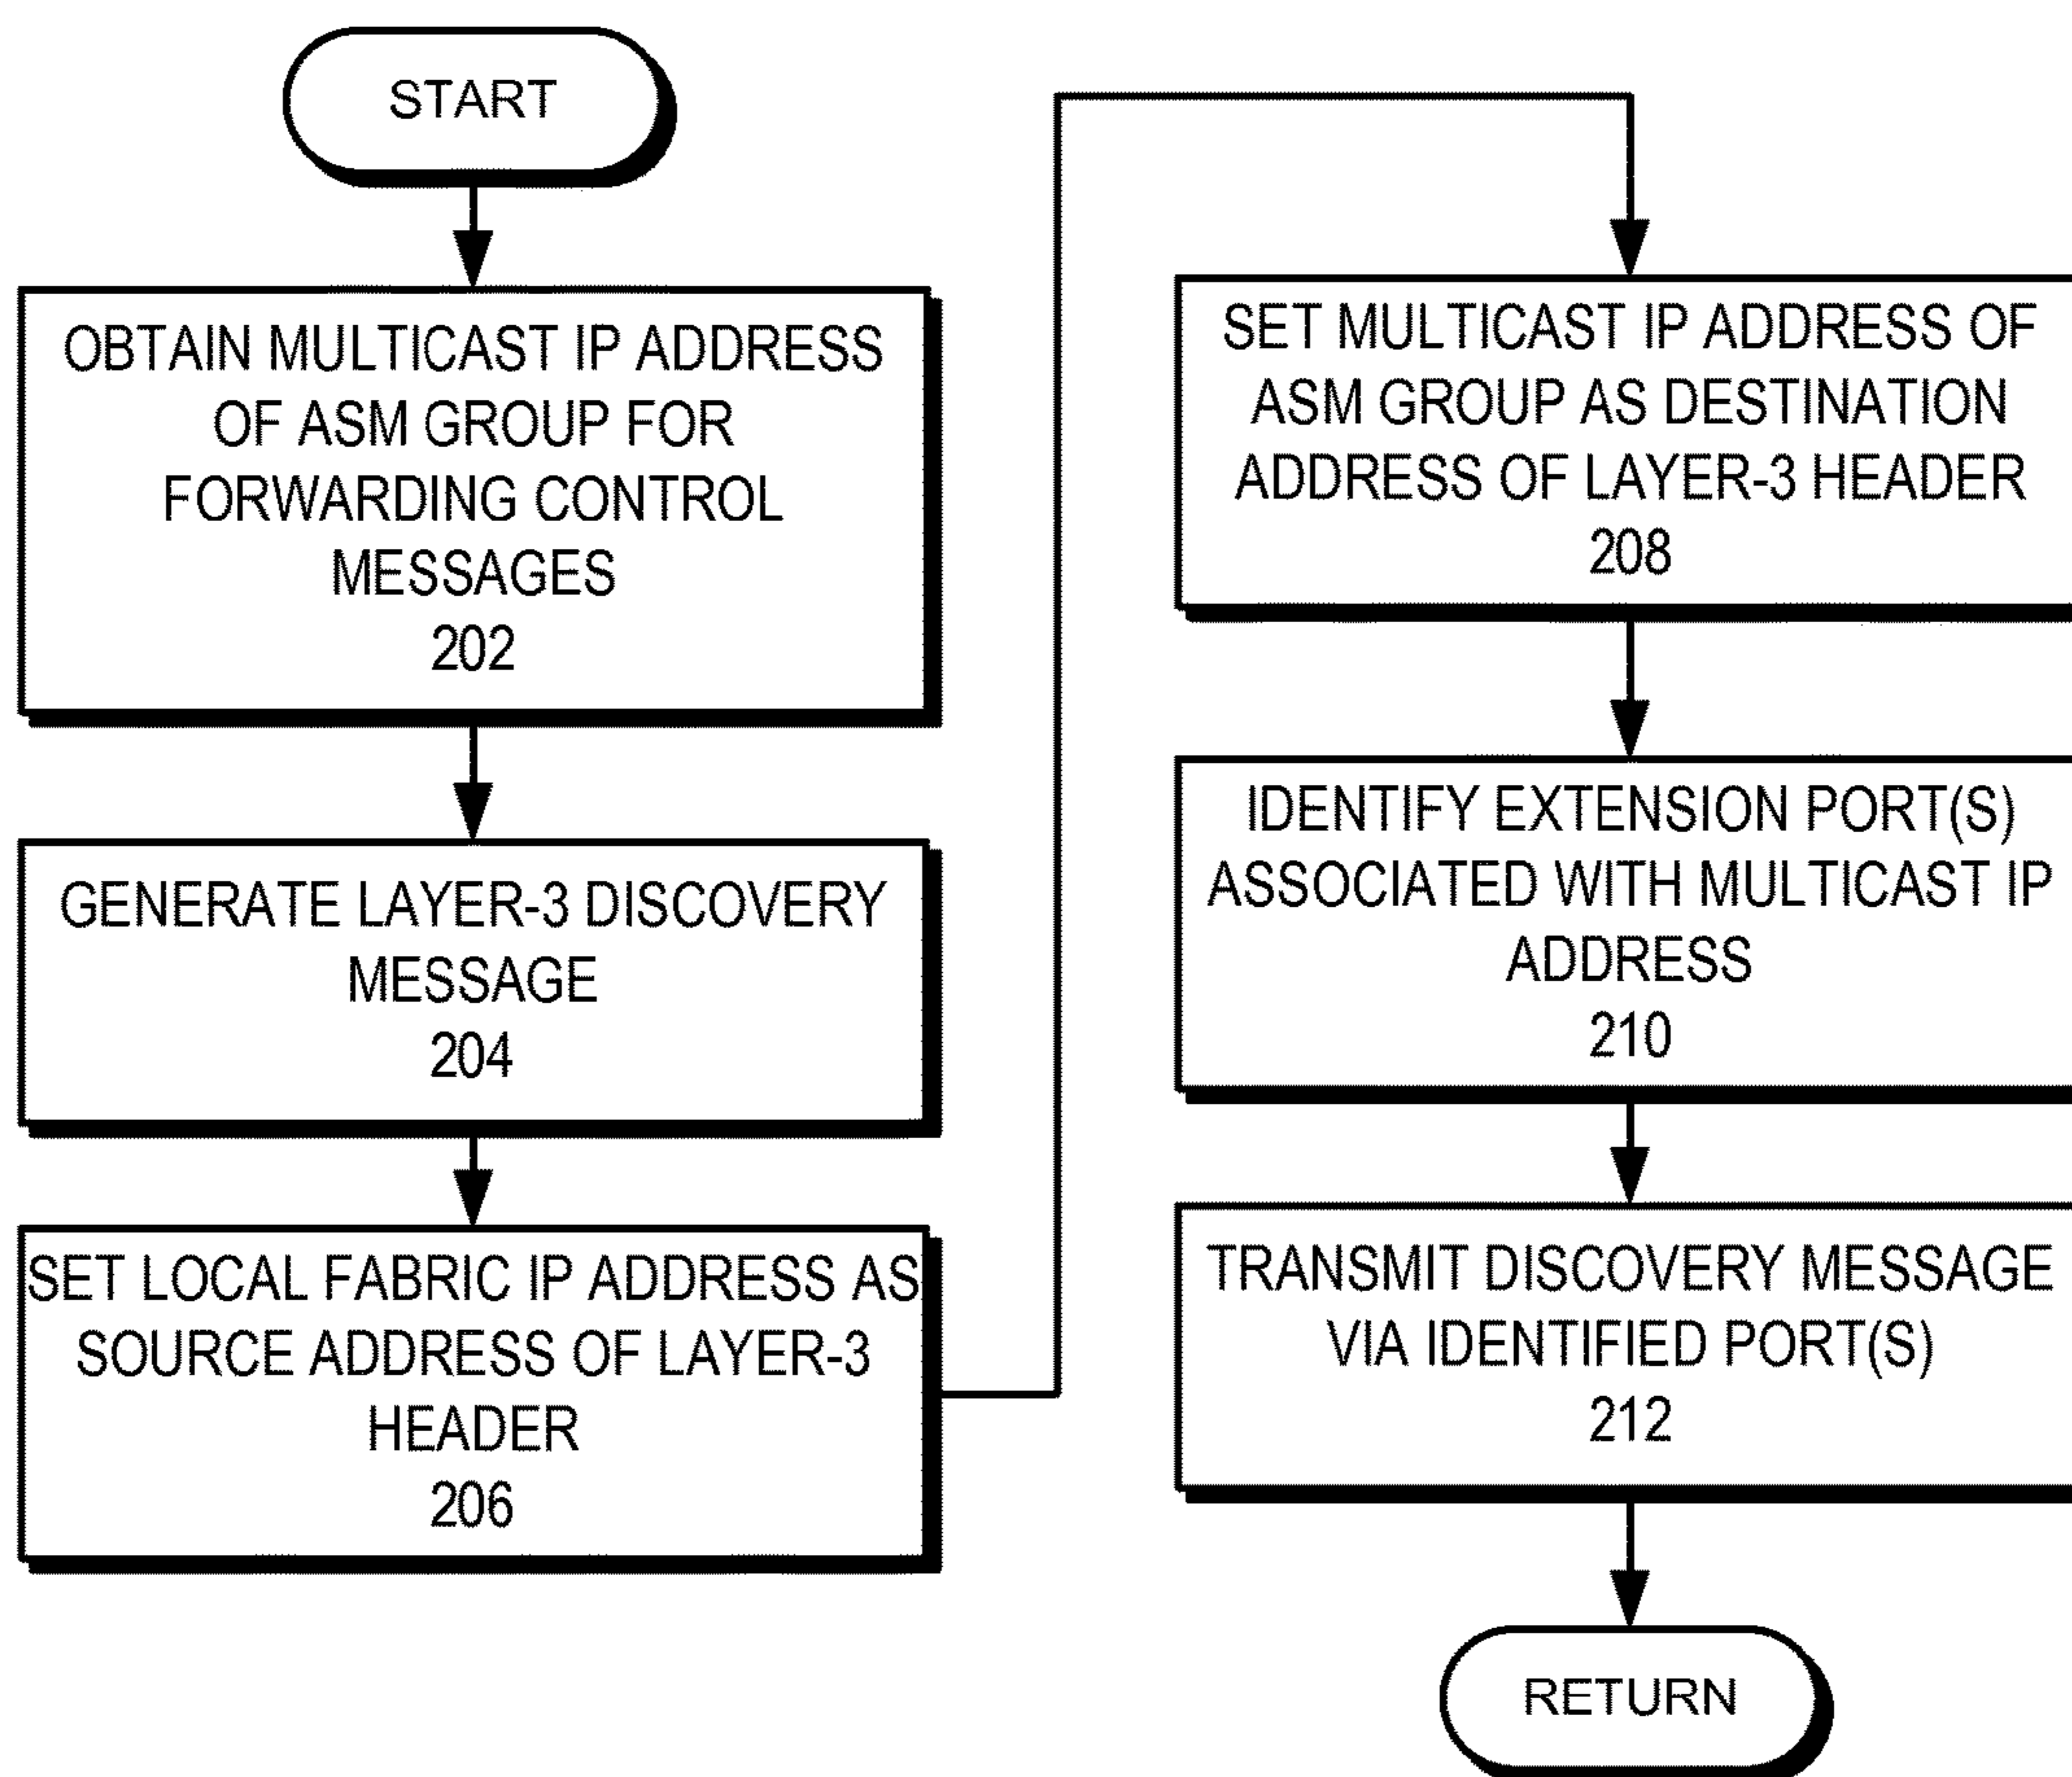 START
OBTAIN MULTICAST IP ADDRESS
OF ASM GROUP FOR
FORWARDING CONTROL
MESSAGES
202
GENERATE LAYER-3 DISCOVERY
MESSAGE
204
SET LOCAL FABRIC IP ADDRESS AS
SOURCE ADDRESS OF LAYER-3
HEADER
206
SET MULTICAST IP ADDRESS OF
ASM GROUP AS DESTINATION
ADDRESS OF LAYER-3 HEADER
208
IDENTIFY EXTENSION PORT(S)
ASSOCIATED WITH MULTICAST IP
ADDRESS
210
TRANSMIT DISCOVERY MESSAGE
VIA IDENTIFIED PORT(S)
212
RETURN